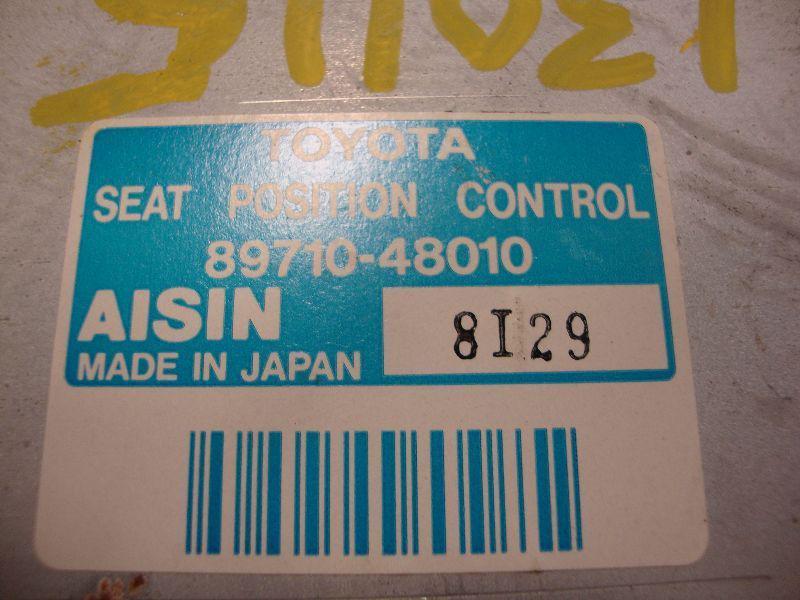 TOYOTA
SEAT POSITION CONTROL
89710-48010
AISIN
8I29
MADE IN JAPAN